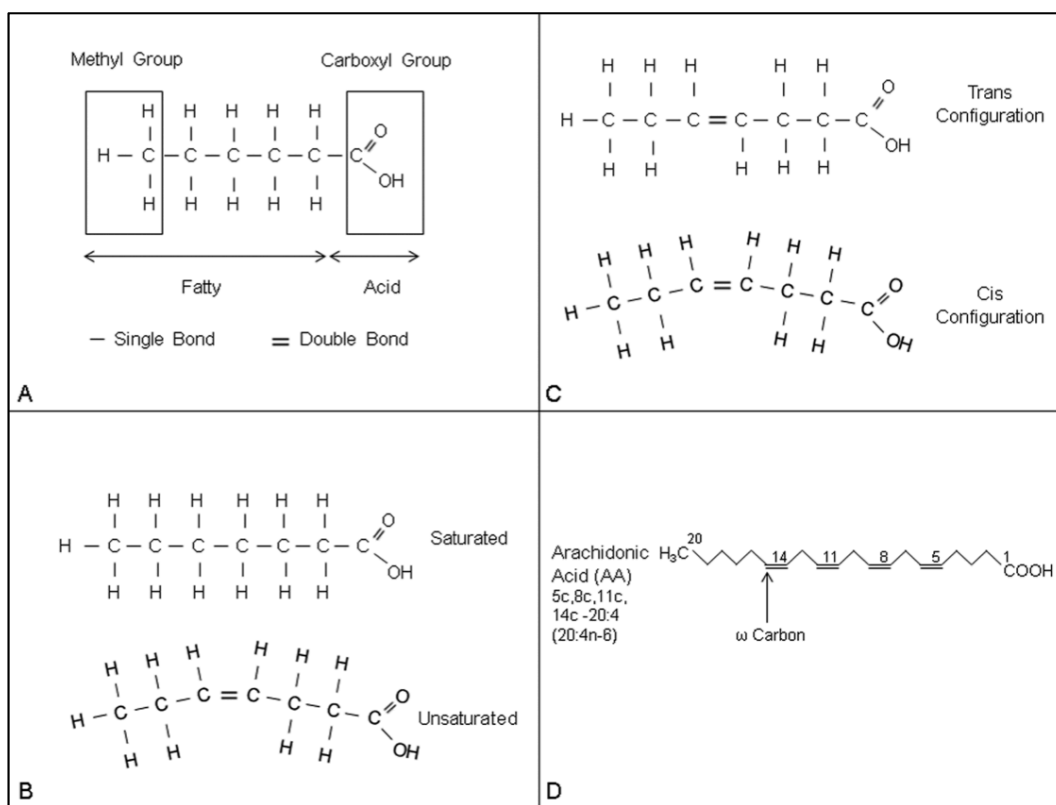 Methyl Group Carboxyl Group
H H H H H
| | | | | O
H – C – C – C – C – C – C
| | | | | OH
H H H H H
Fatty Acid
– Single Bond = Double Bond
A
H H H H H H
| | | | | | O
H – C – C – C – C – C – C – C
| | | | | | OH
H H H H H H
Saturated
H H H H H H
H – C – C – C = C – C – C – C O
H H H H OH
Unsaturated
B
H H H H H
| | | | | O
H – C – C – C = C – C – C – C
| | | | | OH
H H H H H
Trans
Configuration
H H H H H H
H – C – C – C = C – C – C – C O
H H H H OH
Cis
Configuration
C
Arachidonic
Acid (AA)
5c,8c,11c,
14c -20:4
(20:4n-6)
H₃C 20 14 11 8 5 1 COOH
ω Carbon
D